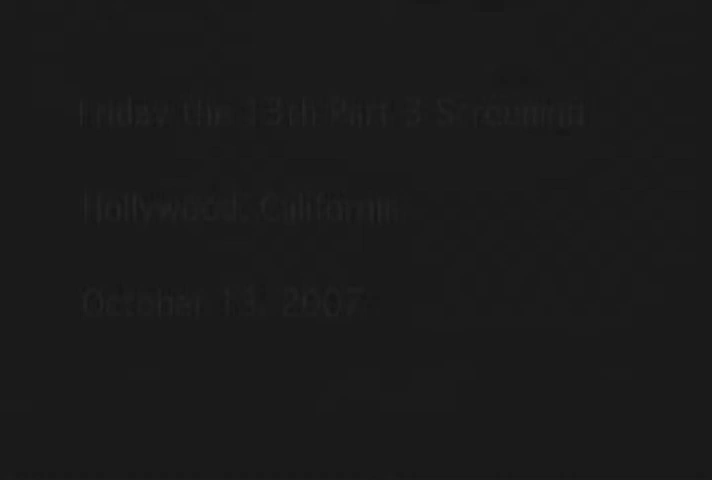 Friday the 13th Part 3 Screening
Hollywood, California
October 13, 2007